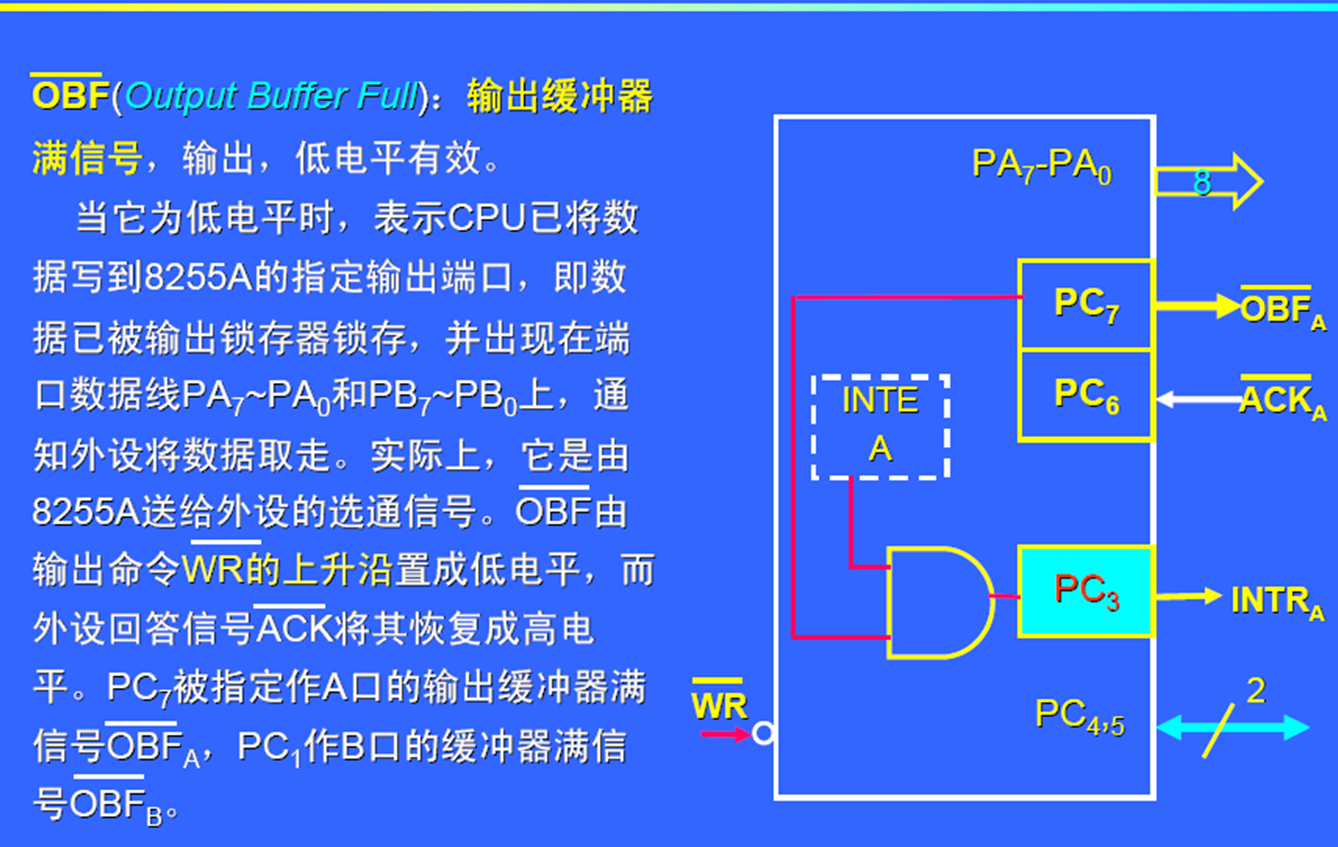 OBF(Output Buffer Full)：输出缓冲器
满信号，输出，低电平有效。
当它为低电平时，表示CPU已将数
据写到8255A的指定输出端口，即数
据已被输出锁存器锁存，并出现在端
口数据线PA7~PA0和PB7~PB0上，通
知外设将数据取走。实际上，它是由
8255A送给外设的选通信号。OBF由
输出命令WR的上升沿置成低电平，而
外设回答信号ACK将其恢复成高电
平。PC7被指定作A口的输出缓冲器满
信号OBFA，PC1作B口的缓冲器满信
号OBFB。
PA7-PA0
8
PC7
OBFA
PC6
ACKA
INTE
A
PC3
INTRA
WR
PC4,5
2